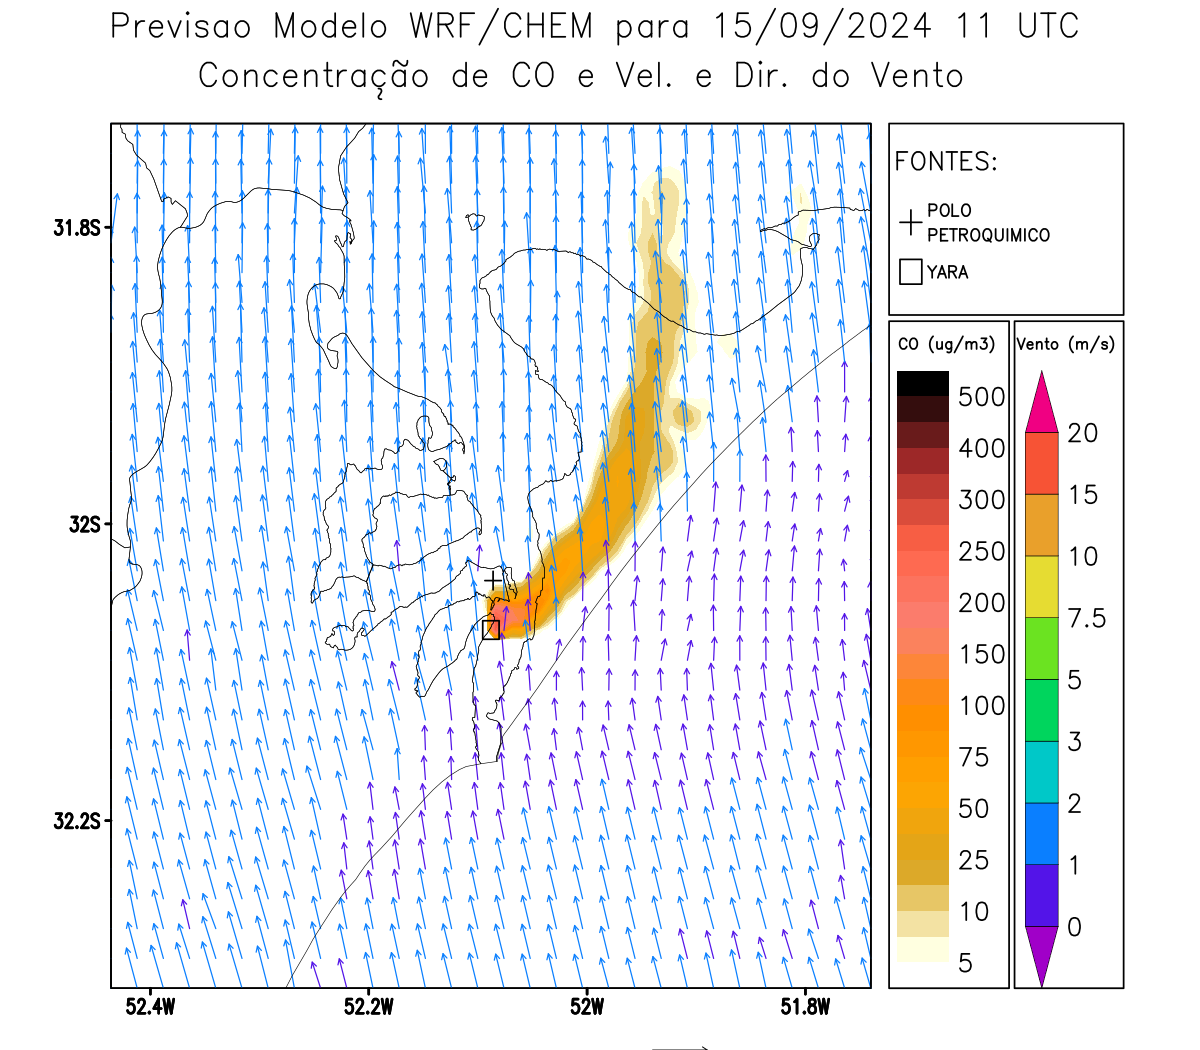 Previsao Modelo WRF/CHEM para 15/09/2024 11 UTC
Concentração de CO e Vel. e Dir. do Vento
FONTES:
POLO
PETROQUIMICO
YARA
CO (ug/m3)
500
400
300
250
200
150
100
75
50
25
10
5
Vento (m/s)
20
15
10
7.5
5
3
2
1
0
31.8S
32S
32.2S
52.4W
52.2W
52W
51.8W